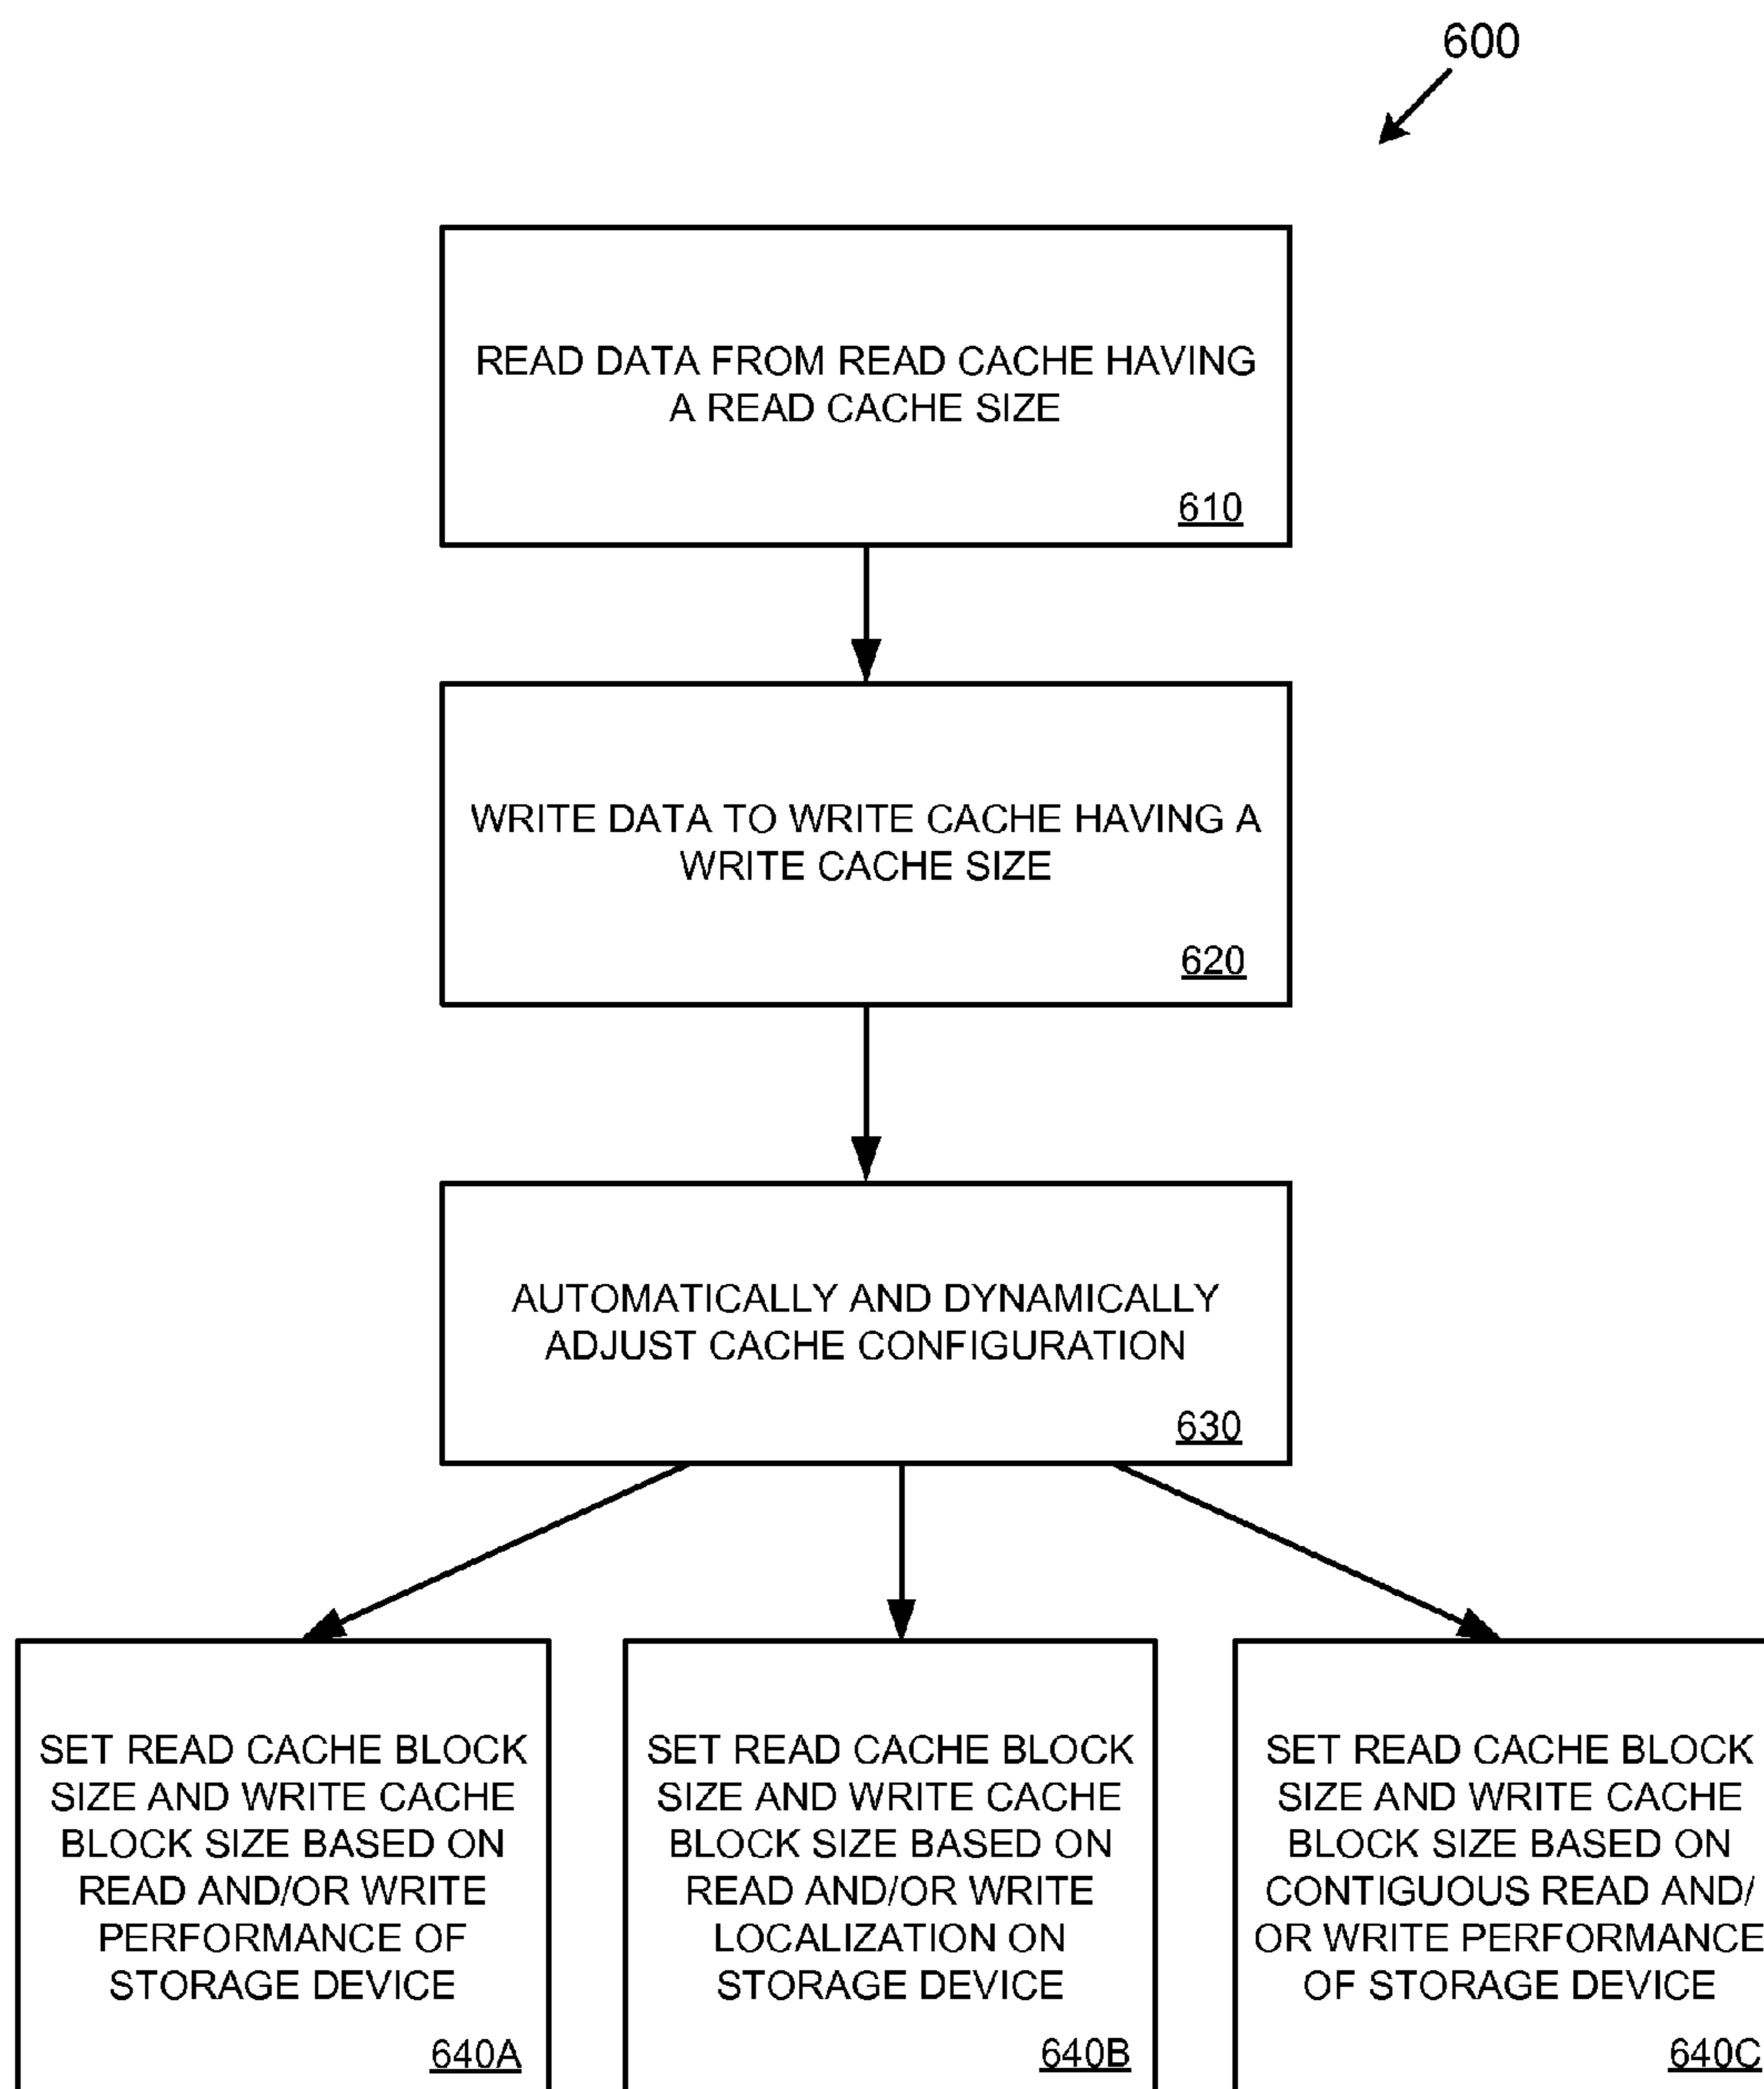 600
READ DATA FROM READ CACHE HAVING
A READ CACHE SIZE
610
WRITE DATA TO WRITE CACHE HAVING A
WRITE CACHE SIZE
620
AUTOMATICALLY AND DYNAMICALLY
ADJUST CACHE CONFIGURATION
630
SET READ CACHE BLOCK
SIZE AND WRITE CACHE
BLOCK SIZE BASED ON
READ AND/OR WRITE
PERFORMANCE OF
STORAGE DEVICE
640A
SET READ CACHE BLOCK
SIZE AND WRITE CACHE
BLOCK SIZE BASED ON
READ AND/OR WRITE
LOCALIZATION ON
STORAGE DEVICE
640B
SET READ CACHE BLOCK
SIZE AND WRITE CACHE
BLOCK SIZE BASED ON
CONTIGUOUS READ AND/
OR WRITE PERFORMANCE
OF STORAGE DEVICE
640C